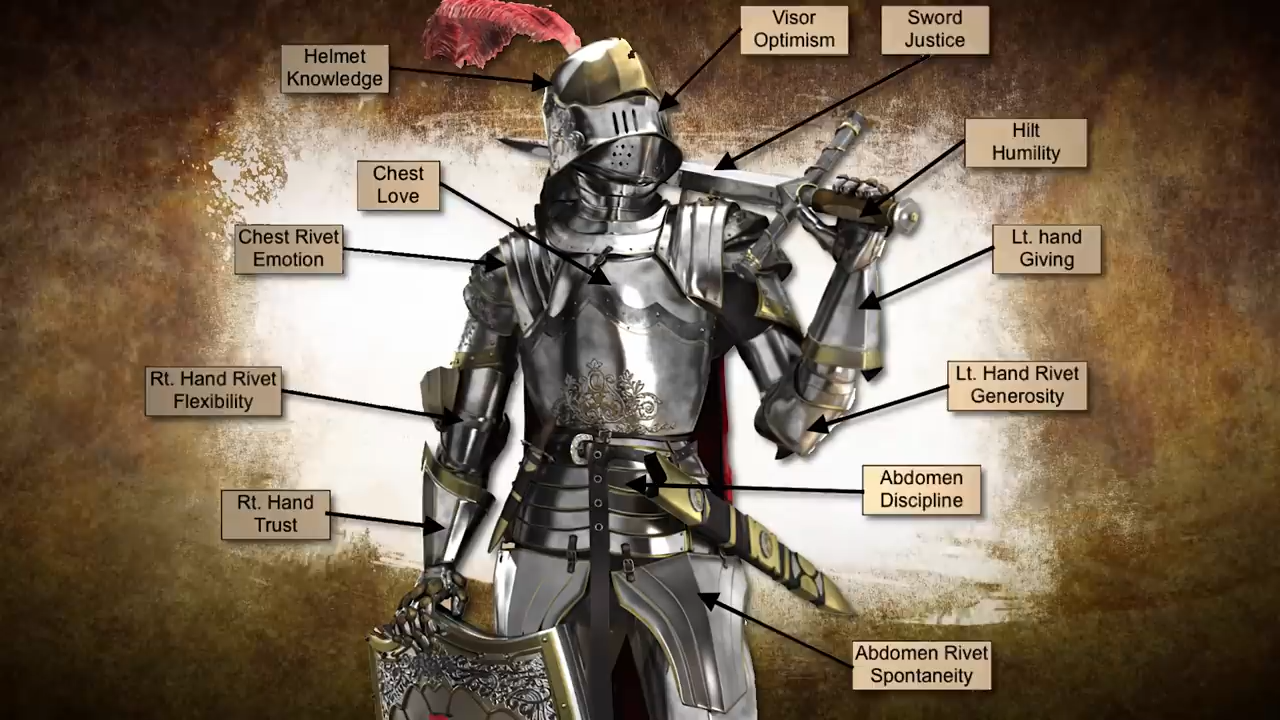 Visor
Optimism
Sword
Justice
Helmet
Knowledge
Hilt
Humility
Chest
Love
Chest Rivet
Emotion
Lt. hand
Giving
Rt. Hand Rivet
Flexibility
Lt. Hand Rivet
Generosity
Abdomen
Discipline
Rt. Hand
Trust
Abdomen Rivet
Spontaneity